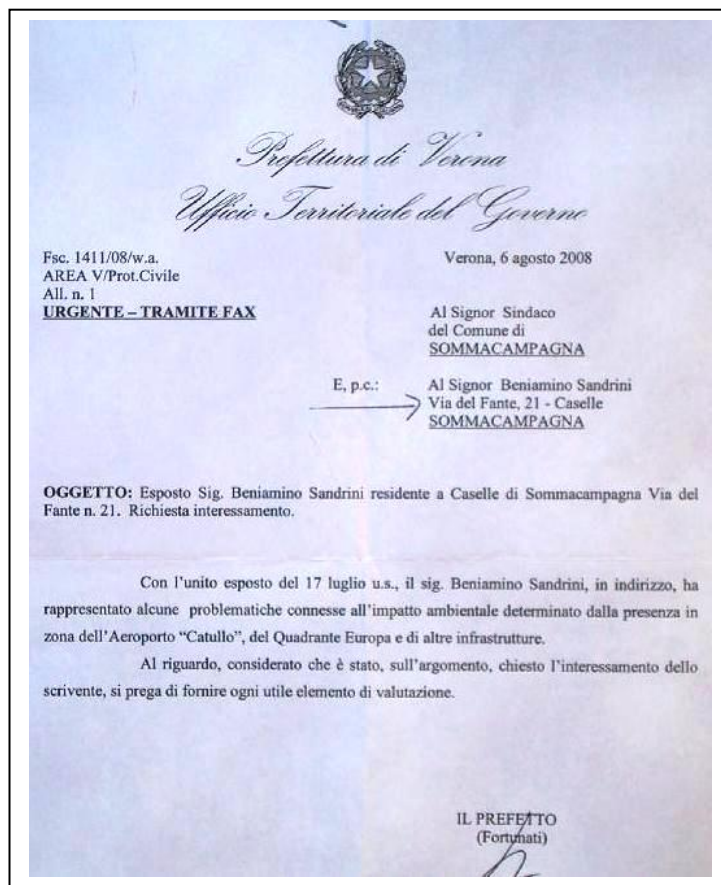 Prefettura di Verona
Ufficio Territoriale del Governo
Fsc. 1411/08/w.a.
AREA V/Prot.Civile
All. n. 1
URGENTE – TRAMITE FAX
Verona, 6 agosto 2008
Al Signor Sindaco
del Comune di
SOMMACAMPAGNA
E, p.c.:
Al Signor Beniamino Sandrini
Via del Fante, 21 - Caselle
SOMMACAMPAGNA
OGGETTO: Esposto Sig. Beniamino Sandrini residente a Caselle di Sommacampagna Via del
Fante n. 21. Richiesta interessamento.
Con l’unito esposto del 17 luglio u.s., il sig. Beniamino Sandrini, in indirizzo, ha
rappresentato alcune problematiche connesse all’impatto ambientale determinato dalla presenza in
zona dell’Aeroporto “Catullo”, del Quadrante Europa e di altre infrastrutture.
Al riguardo, considerato che è stato, sull’argomento, chiesto l’interessamento dello
scrivente, si prega di fornire ogni utile elemento di valutazione.
IL PREFETTO
(Fortunati)